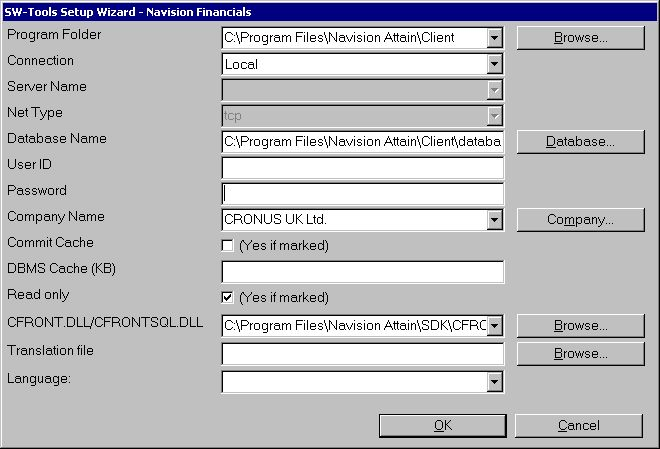 SW-Tools Setup Wizard - Navision Financials
Program Folder C:\Program Files\Navision Attain\Client Browse...
Connection Local
Server Name
Net Type tcp
Database Name C:\Program Files\Navision Attain\Client\databa Database...
User ID
Password
Company Name CRONUS UK Ltd. Company...
Commit Cache (Yes if marked)
DBMS Cache (KB)
Read only (Yes if marked)
CFRONT.DLL/CFRONTSQL.DLL C:\Program Files\Navision Attain\SDK\CFRC Browse...
Translation file Browse...
Language:
OK Cancel